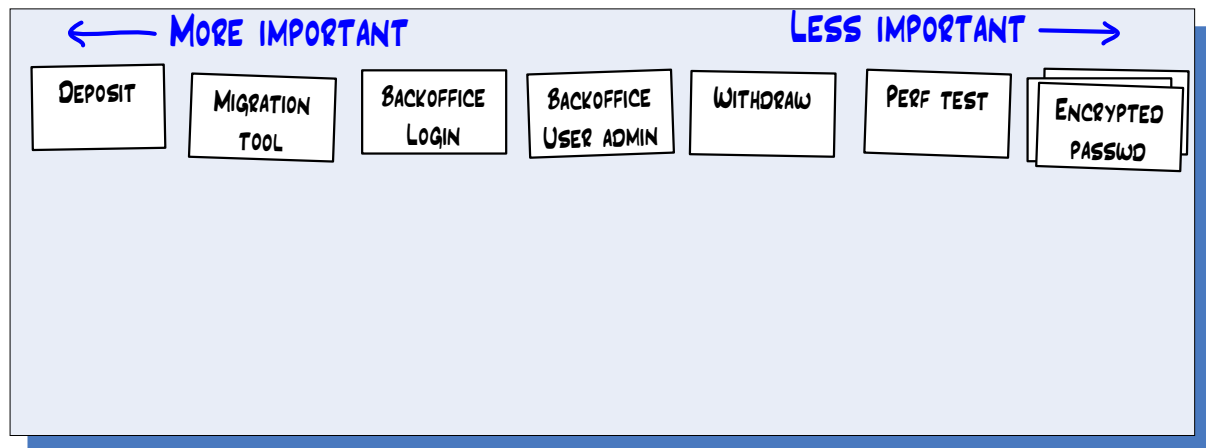 MORE IMPORTANT
LESS IMPORTANT
DEPOSIT
MIGRATION
TOOL
BACKOFFICE
LOGIN
BACKOFFICE
USER ADMIN
WITHDRAW
PERF TEST
ENCRYPTED
PASSWD